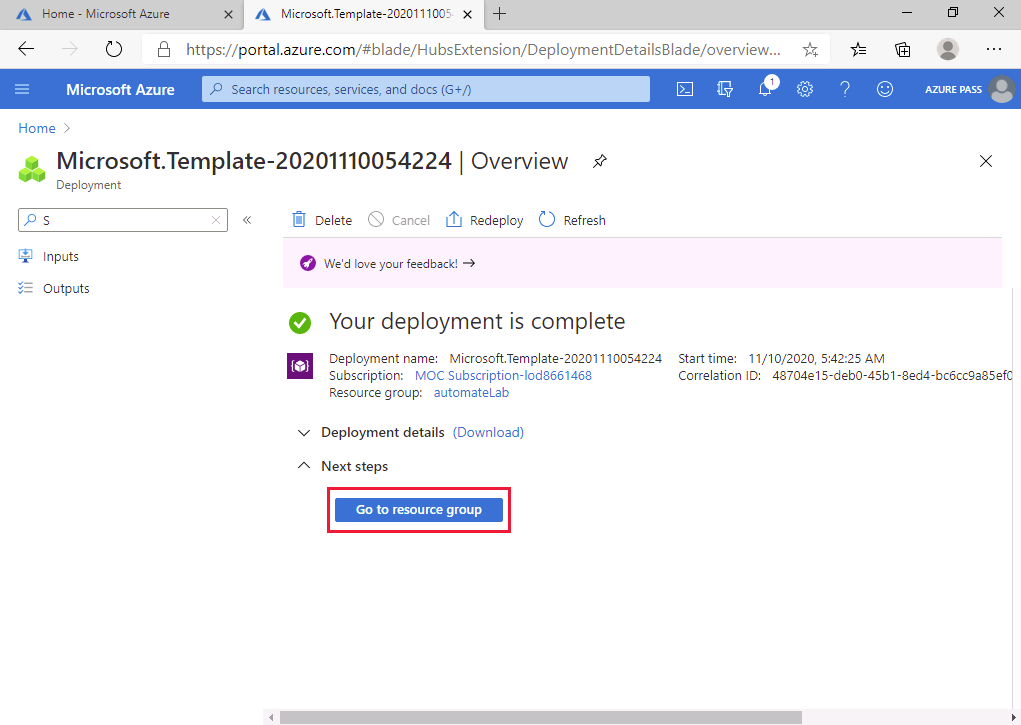 Home - Microsoft Azure
Microsoft.Template-2020111005
https://portal.azure.com/#blade/HubsExtension/DeploymentDetailsBlade/overview...
Microsoft Azure
Search resources, services, and docs (G+/)
1
?
AZURE PASS
Home >
Microsoft.Template-20201110054224 | Overview
Deployment
S
«
Inputs
Outputs
Delete
Cancel
Redeploy
Refresh
We'd love your feedback! →
Your deployment is complete
Deployment name: Microsoft.Template-20201110054224
Subscription: MOC Subscription-lod8661468
Resource group: automateLab
Start time: 11/10/2020, 5:42:25 AM
Correlation ID: 48704e15-deb0-45b1-8ed4-bc6cc9a85ef0
Deployment details (Download)
Next steps
Go to resource group